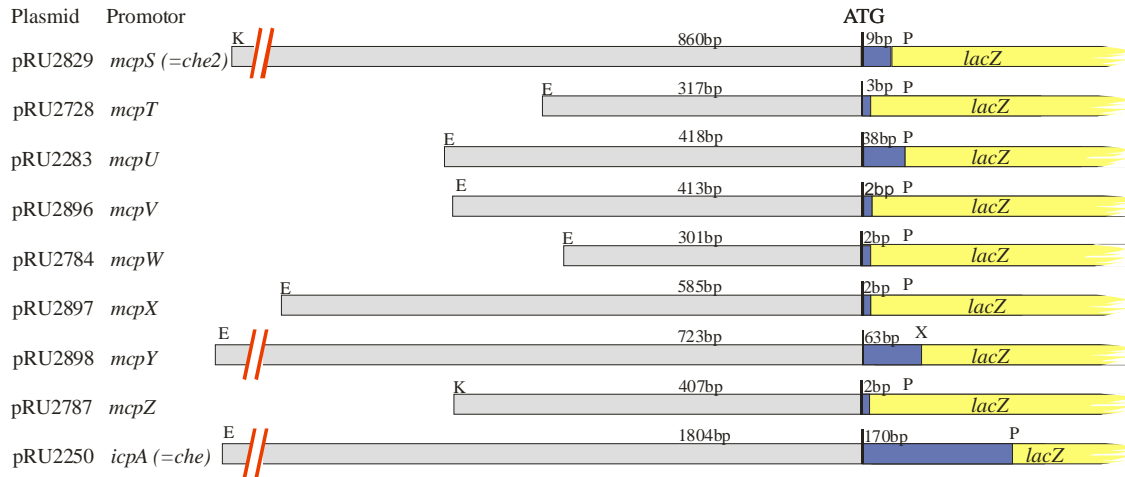 Plasmid Promotor ATG
K 860bp 9bp P
pRU2829 mcpS (=che2) lacZ
E 317bp 3bp P
pRU2728 mcpT lacZ
E 418bp 38bp P
pRU2283 mcpU lacZ
E 413bp 2bp P
pRU2896 mcpV lacZ
E 301bp 2bp P
pRU2784 mcpW lacZ
E 585bp 2bp P
pRU2897 mcpX lacZ
E 723bp 63bp X
pRU2898 mcpY lacZ
K 407bp 2bp P
pRU2787 mcpZ lacZ
E 1804bp 170bp P
pRU2250 icpA (=che) lacZ